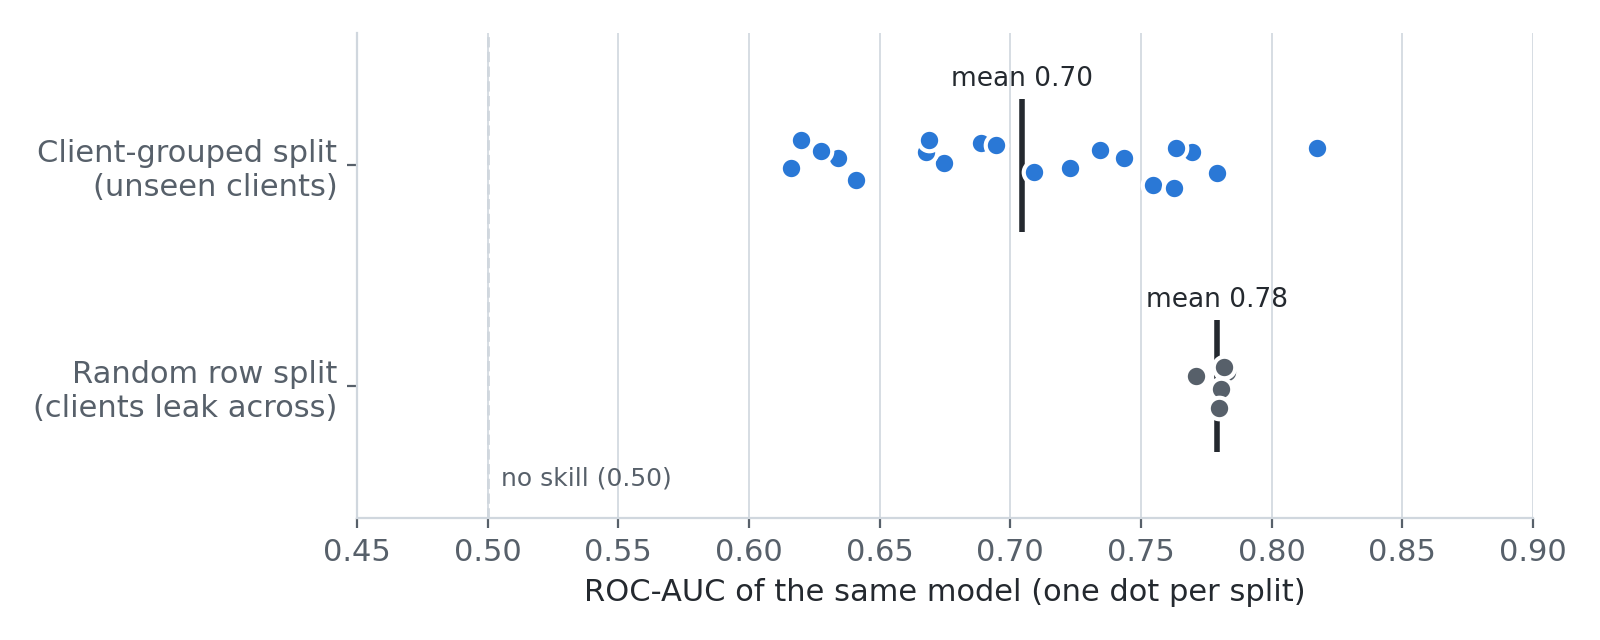 mean 0.70
Client-grouped split
(unseen clients)
mean 0.78
Random row split
(clients leak across)
no skill (0.50)
0.45 0.50 0.55 0.60 0.65 0.70 0.75 0.80 0.85 0.90
ROC-AUC of the same model (one dot per split)